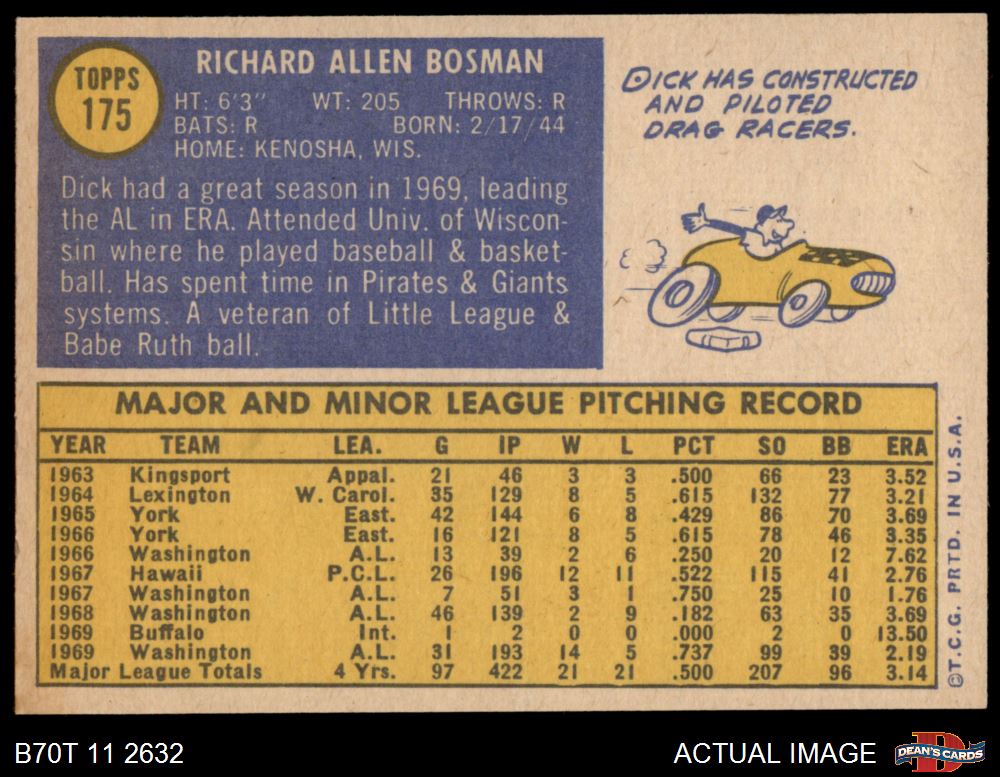 TOPPS
175
RICHARD ALLEN BOSMAN
HT: 6'3" WT: 205 THROWS: R
BATS: R BORN: 2/17/44
HOME: KENOSHA, WIS.
Dick had a great season in 1969, leading
the AL in ERA. Attended Univ. of Wiscon-
sin where he played baseball & basket-
ball. Has spent time in Pirates & Giants
systems. A veteran of Little League &
Babe Ruth ball.
DICK HAS CONSTRUCTED
AND PILOTED
DRAG RACERS.
MAJOR AND MINOR LEAGUE PITCHING RECORD
YEAR TEAM LEA. G IP W L PCT SO BB ERA
1963 Kingsport Appal. 21 46 3 3 .500 66 23 3.52
1964 Lexington W. Carol. 35 129 8 5 .615 132 77 3.21
1965 York East. 42 144 6 8 .429 86 70 3.69
1966 York East. 16 121 8 5 .615 78 46 3.35
1966 Washington A.L. 13 39 2 6 .250 20 12 7.62
1967 Hawaii P.C.L. 26 196 12 11 .522 115 41 2.76
1967 Washington A.L. 7 51 3 1 .750 25 10 1.76
1968 Washington A.L. 46 139 2 9 .182 63 35 3.69
1969 Buffalo Int. 1 2 0 0 .000 2 0 13.50
1969 Washington A.L. 31 193 14 5 .737 99 39 2.19
Major League Totals 4 Yrs. 97 422 21 21 .500 207 96 3.14
©T.C.G. PRTD. IN U.S.A.
B70T 11 2632
ACTUAL IMAGE
DEAN'S CARDS